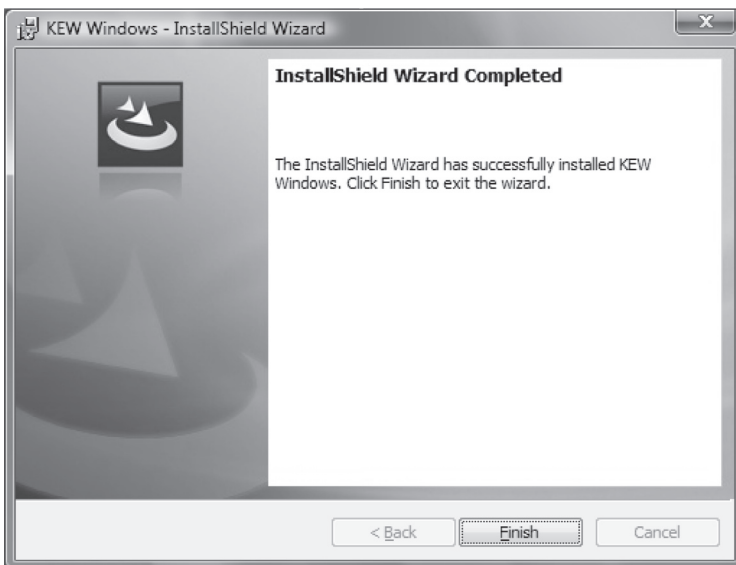 KEW Windows - InstallShield Wizard
InstallShield Wizard Completed
The InstallShield Wizard has successfully installed KEW
Windows. Click Finish to exit the wizard.
< Back
Finish
Cancel